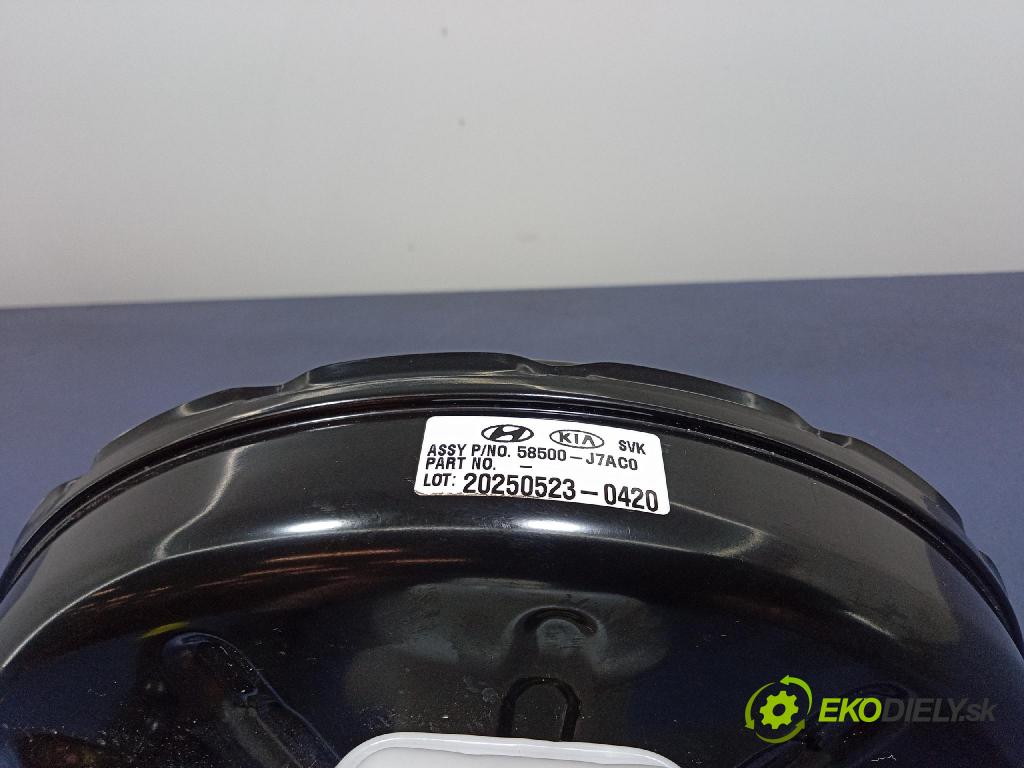 KIA SVK
ASSY P/NO. 58500-J7AC0
PART NO. -
LOT: 20250523-0420
EKODIELY.sk